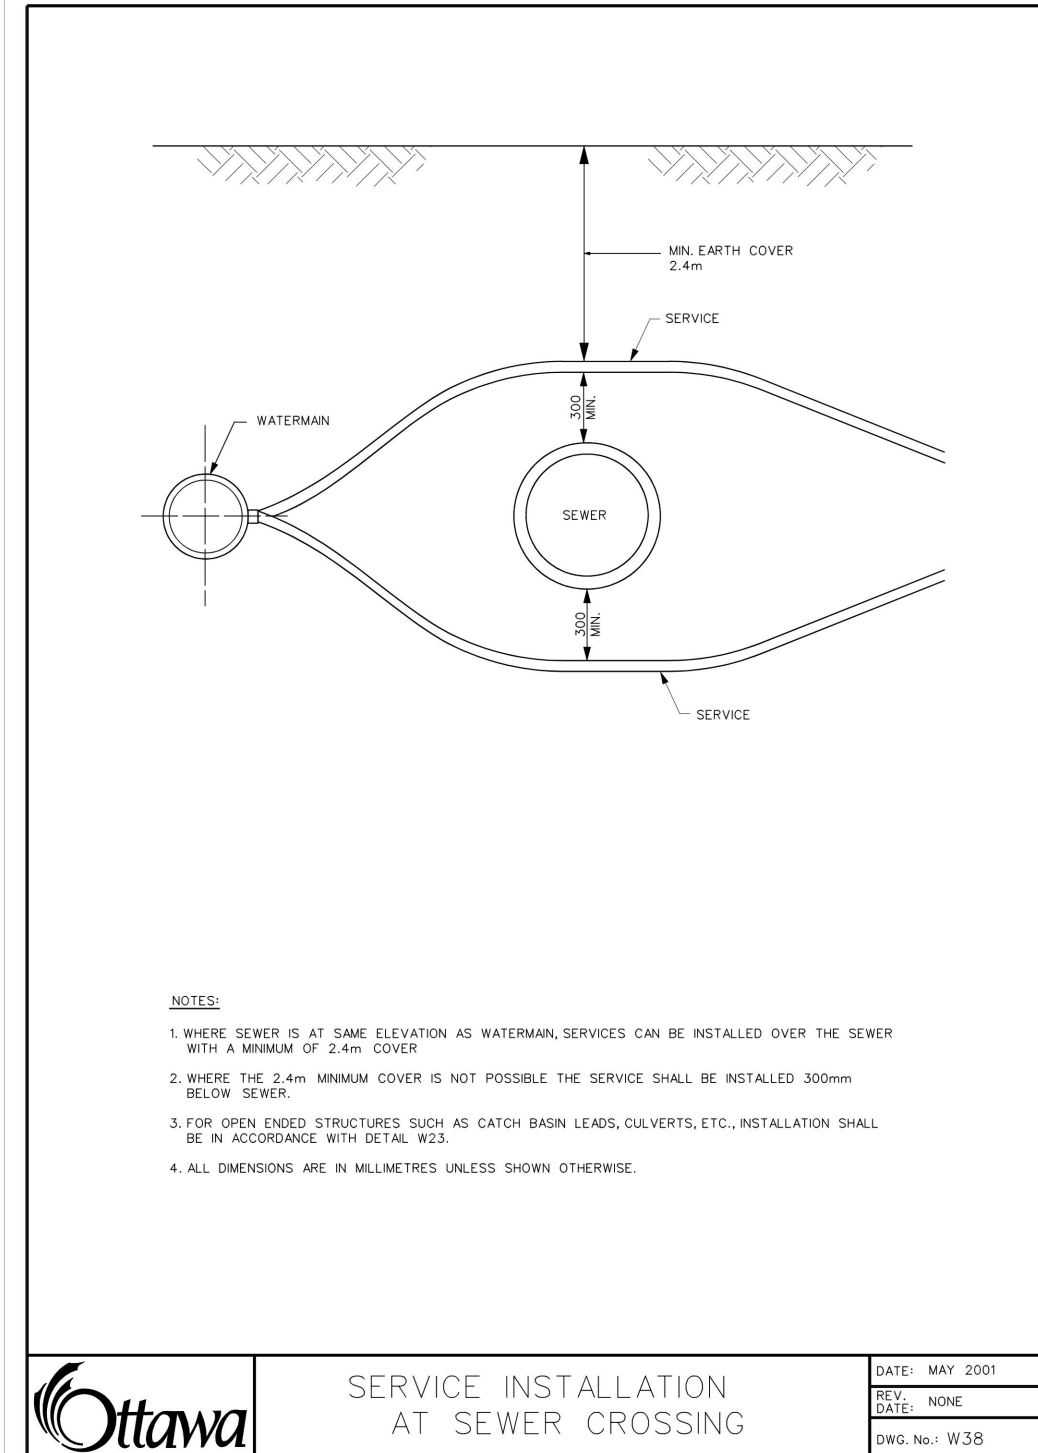 MIN. EARTH COVER
2.4m
SERVICE
300
MIN.
WATERMAIN
SEWER
300
MIN.
SERVICE
NOTES:
1. WHERE SEWER IS AT SAME ELEVATION AS WATERMAIN, SERVICES CAN BE INSTALLED OVER THE SEWER
WITH A MINIMUM OF 2.4m COVER
2. WHERE THE 2.4m MINIMUM COVER IS NOT POSSIBLE THE SERVICE SHALL BE INSTALLED 300mm
BELOW SEWER.
3. FOR OPEN ENDED STRUCTURES SUCH AS CATCH BASIN LEADS, CULVERTS, ETC., INSTALLATION SHALL
BE IN ACCORDANCE WITH DETAIL W23.
4. ALL DIMENSIONS ARE IN MILLIMETRES UNLESS SHOWN OTHERWISE.
Ottawa
SERVICE INSTALLATION
AT SEWER CROSSING
DATE: MAY 2001
REV.
DATE: NONE
DWG. No.: W38